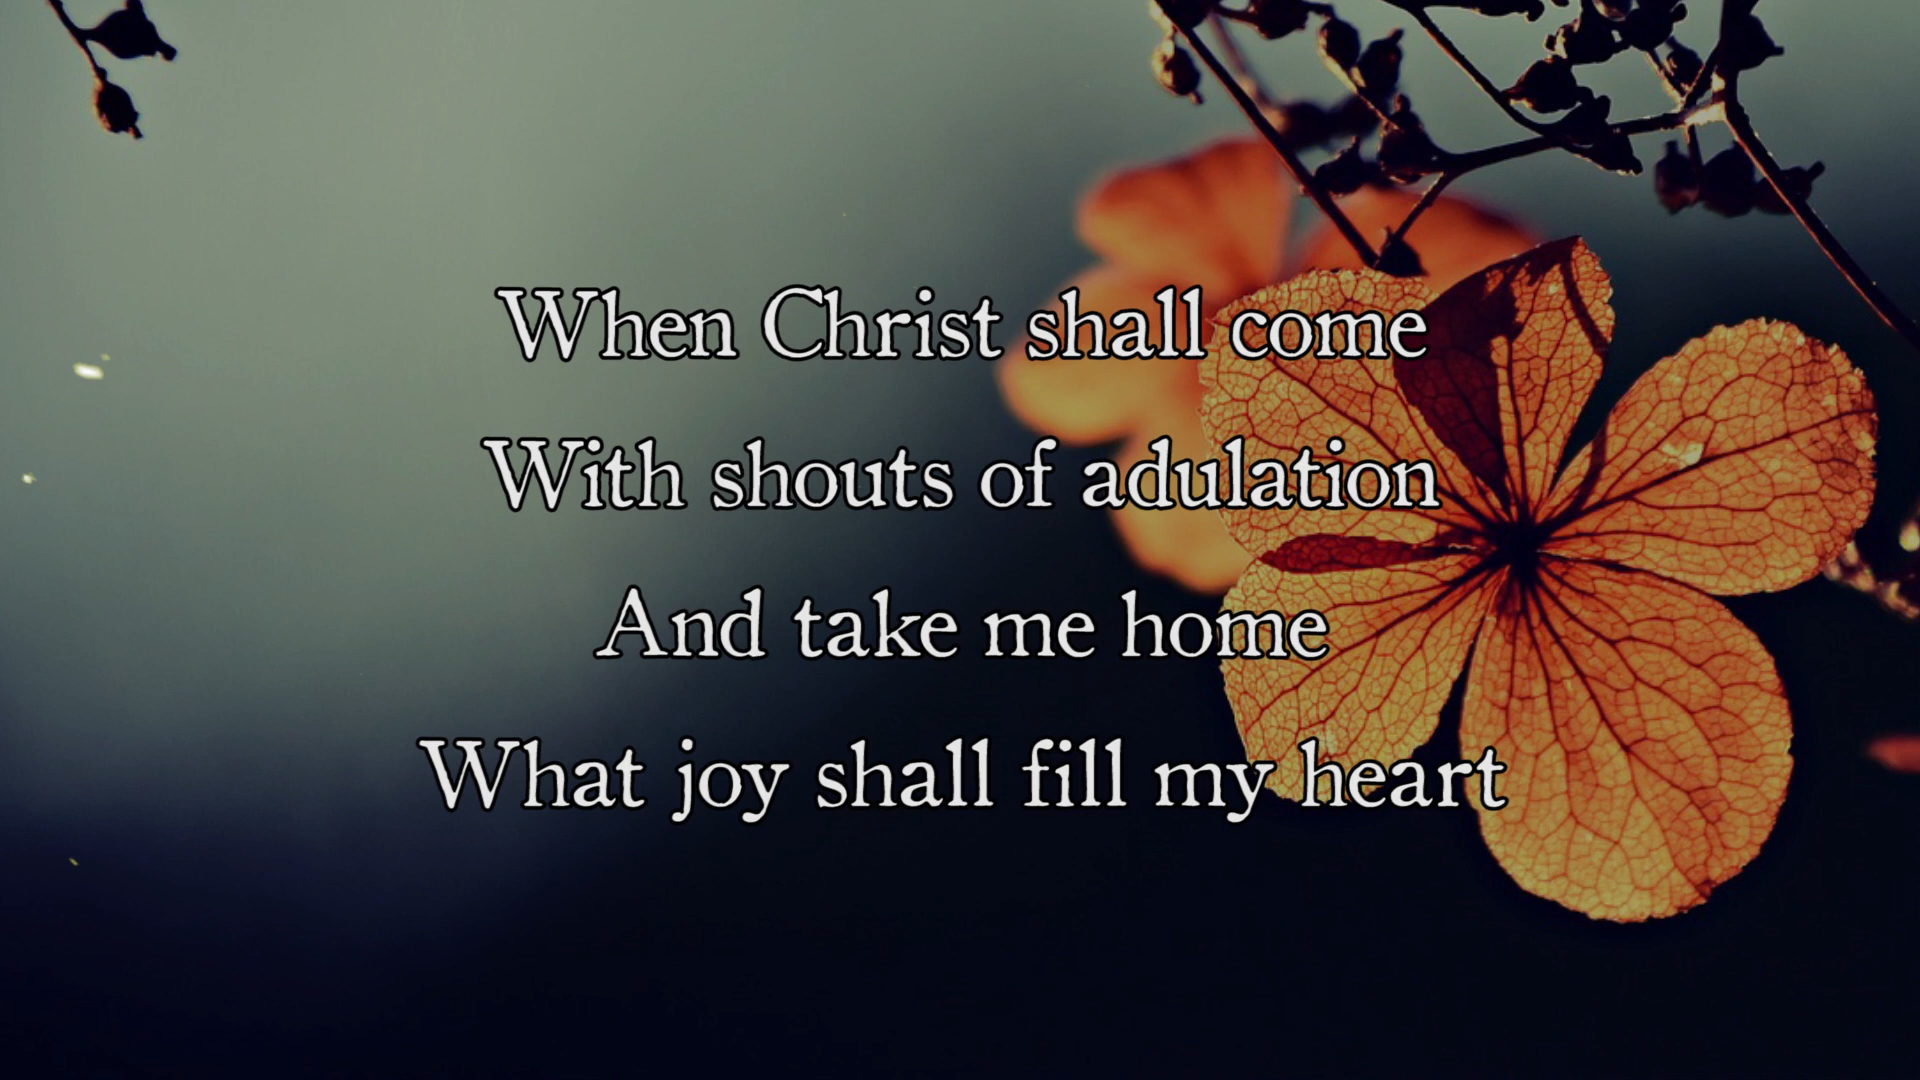 When Christ shall come
With shouts of adulation
And take me home
What joy shall fill my heart